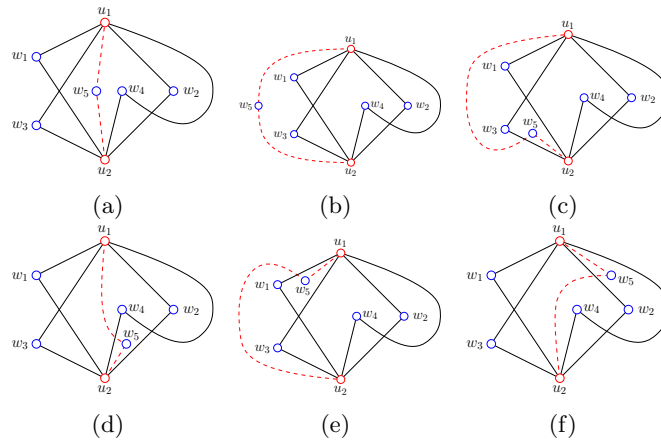 u₁
w₁
w₅ w₄ w₂
w₃
u₂
(a)
u₁
w₁
w₅ w₄ w₂
w₃
u₂
(b)
u₁
w₁
w₄ w₂
w₃ w₅
u₂
(c)
u₁
w₁
w₄ w₂
w₃ w₅
u₂
(d)
u₁
w₁ w₅
w₄ w₂
w₃
u₂
(e)
u₁
w₁ w₅
w₄ w₂
w₃
u₂
(f)